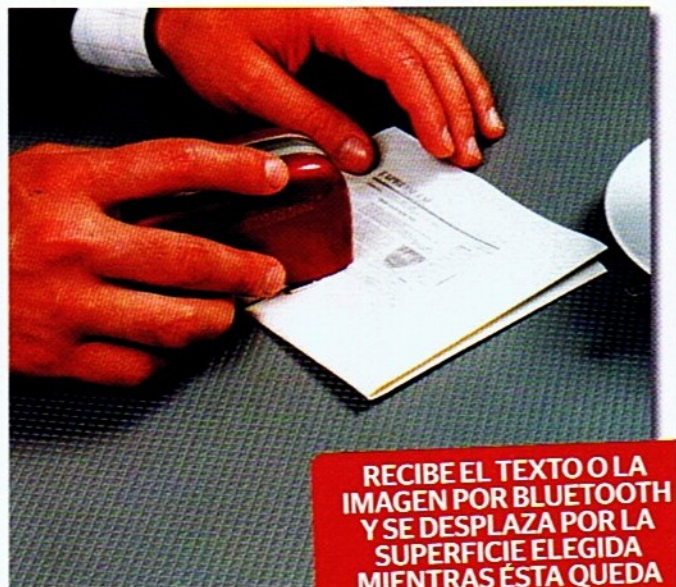 RECIBE EL TEXTO O LA
IMAGEN POR BLUETOOTH
Y SE DESPLAZA POR LA
SUPERFICIE ELEGIDA
MIENTRAS ÉSTA QUEDA